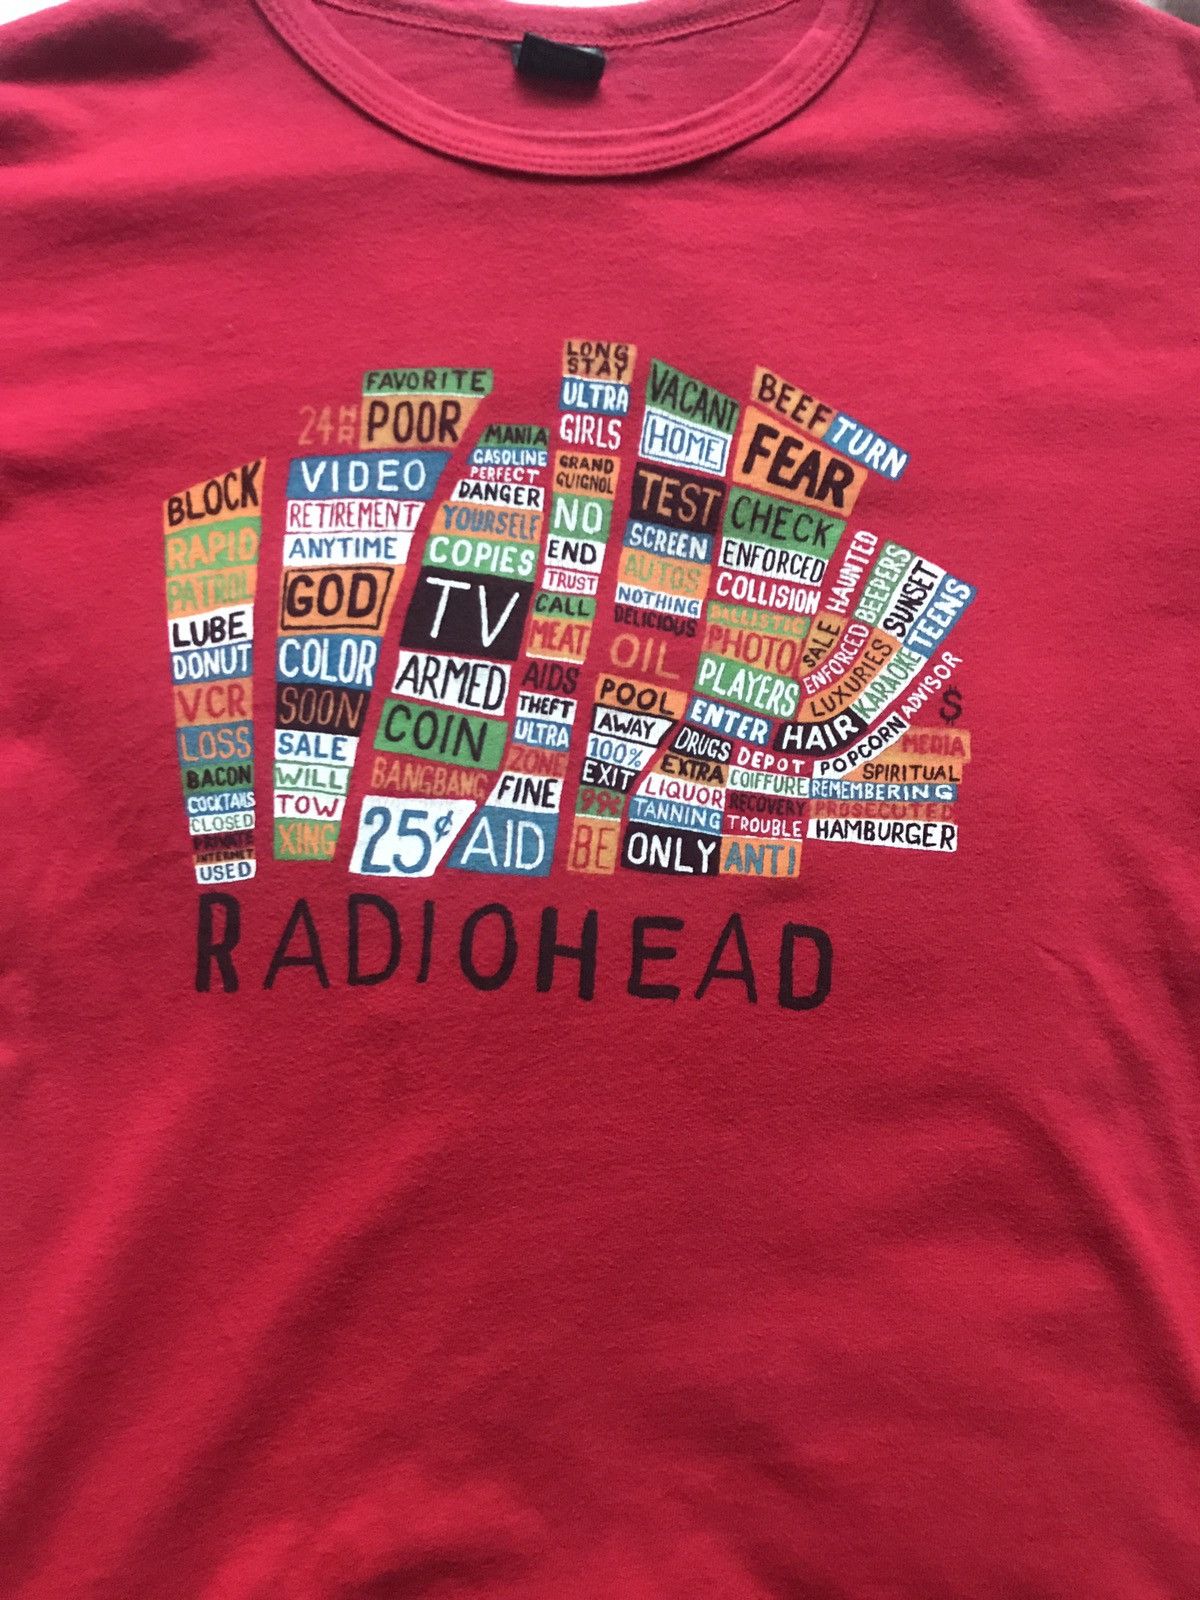 BLOCK
RAPID
PATROL
LUBE
DONUT
VCR
LOSS
BACON
COCKTAILS
CLOSED
PRIVATE
INTERNET
USED
FAVORITE
24 HR POOR
VIDEO
RETIREMENT
ANYTIME
GOD
COLOR
SOON
SALE
WILL
TOW
XING
MANIA
GASOLINE
PERFECT
DANGER
YOURSELF
COPIES
TV
ARMED
COIN
BANGBANG
25¢
LONG
STAY
ULTRA
GIRLS
GRAND
GUIGNOL
NO
END
TRUST
CALL
MEAT
AIDS
THEFT
ULTRA
ZONE
FINE
AID
VACANT
HOME
TEST
SCREEN
AUTOS
NOTHING
DELICIOUS
OIL
POOL
AWAY
100%
EXIT
99¢
BE
BEEF TURN
FEAR
CHECK
ENFORCED
COLLISION
BALLISTIC
PHOTO
PLAYERS
ENTER
DRUGS
EXTRA
LIQUOR
TANNING
ONLY
HAUNTED
SALE
BEEPERS
ENFORCED
SUNSET
LUXURIES
TEENS
KARAOKE
HAIR
ADVISOR
POPCORN
DEPOT
$
MEDIA
SPIRITUAL
COIFFURE REMEMBERING
RECOVERY PROSECUTED
TROUBLE HAMBURGER
ANTI
RADIOHEAD